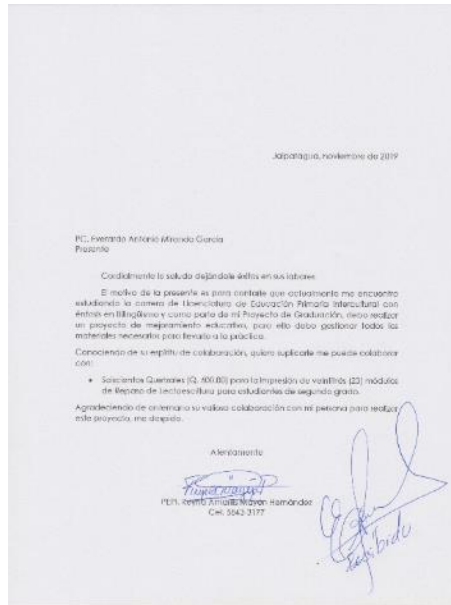 Jalpatagua, noviembre de 2019
PC. Everardo Antonio Miranda García
Presente
Cordialmente lo saludo dejándole éxitos en sus labores
El motivo de la presente es para contarle que actualmente me encuentro
estudiando la carrera de Licenciatura de Educación Primaria Intercultural con
énfasis en Bilingüismo y como parte de mi Proyecto de Graduación, debo realizar
un proyecto de mejoramiento educativo, para ello debo gestionar todos los
materiales necesarios para llevarlo a la práctica.
Conociendo de su espíritu de colaboración, quiero suplicarle me puede colaborar
con:
• Seiscientos Quetzales (Q. 600.00) para la impresión de veintitrés (23) módulos
de Repaso de Lectoescritura para estudiantes de segundo grado.
Agradeciendo de antemano su valiosa colaboración con mi persona para realizar
este proyecto, me despido.
Atentamente
PEM. Reyna Amarilis Mayen Hernández
Cel. 5643-3177
Recibido